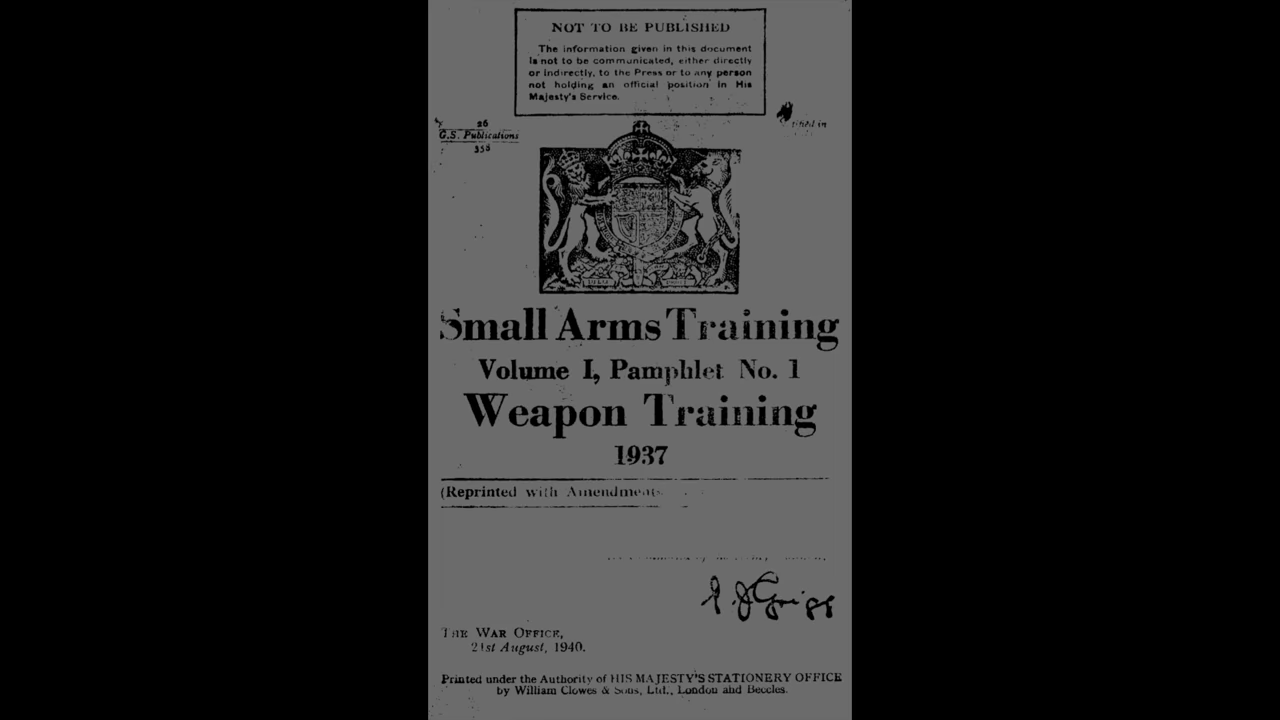 NOT TO BE PUBLISHED
The information given in this document
is not to be communicated, either directly
or indirectly, to the Press or to any person
not holding an official position in His
Majesty's Service.
26
G.S. Publications
353
in
Small Arms Training
Volume I, Pamphlet No. 1
Weapon Training
1937
(Reprinted with Amendments
THE WAR OFFICE,
21st August, 1940.
Printed under the Authority of HIS MAJESTY'S STATIONERY OFFICE
by William Clowes & Sons, Ltd., London and Beccles.